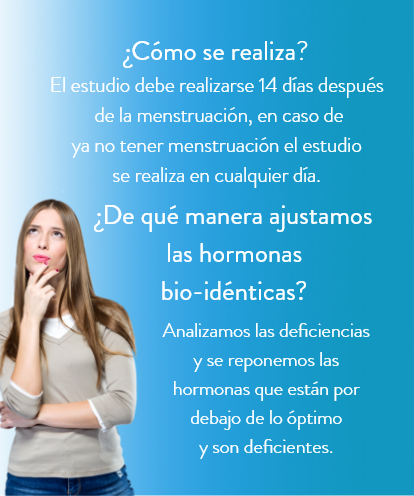 ¿Cómo se realiza?
El estudio debe realizarse 14 días después
de la menstruación, en caso de
ya no tener menstruación el estudio
se realiza en cualquier día.
¿De qué manera ajustamos
las hormonas
bio-idénticas?
Analizamos las deficiencias
y se reponemos las
hormonas que están por
debajo de lo óptimo
y son deficientes.